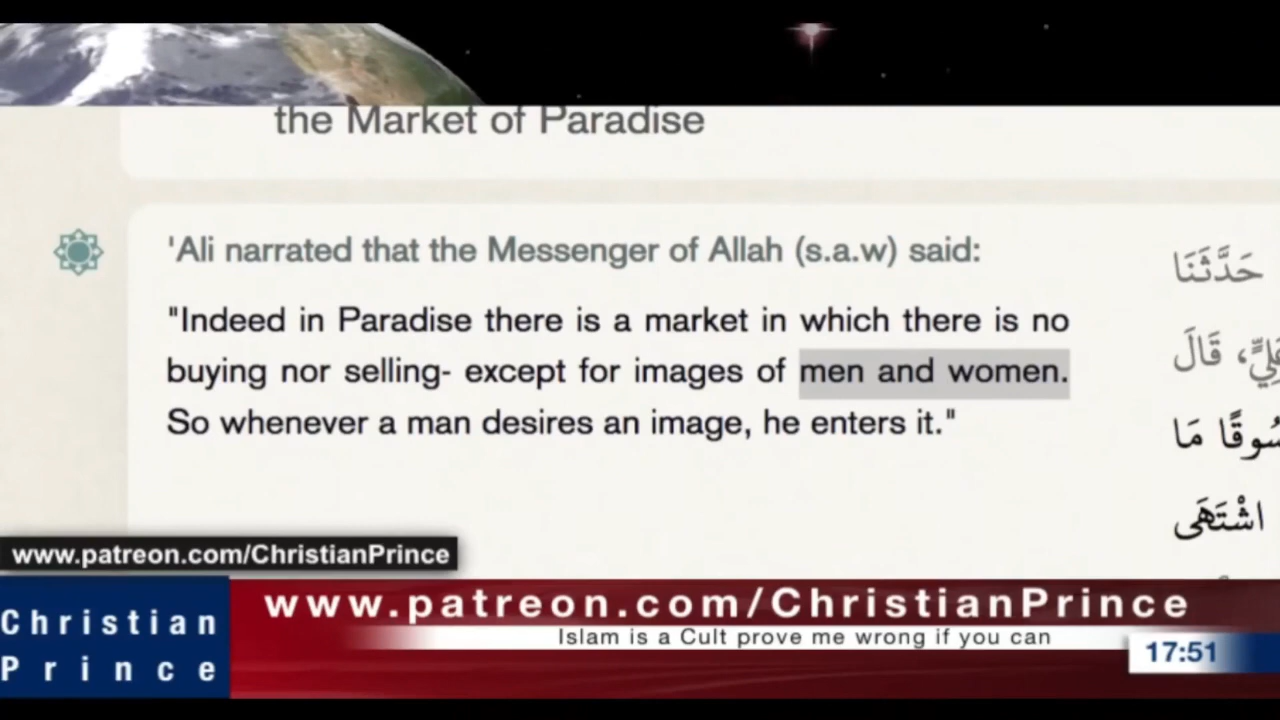 the Market of Paradise
'Ali narrated that the Messenger of Allah (s.a.w) said:
"Indeed in Paradise there is a market in which there is no
buying nor selling- except for images of men and women.
So whenever a man desires an image, he enters it."
حَدَّثَنَا
قَالَ
سُوقًا مَا
اشْتَهَى
www.patreon.com/ChristianPrince
Christian
Prince
www.patreon.com/ChristianPrince
Islam is a Cult prove me wrong if you can
17:51